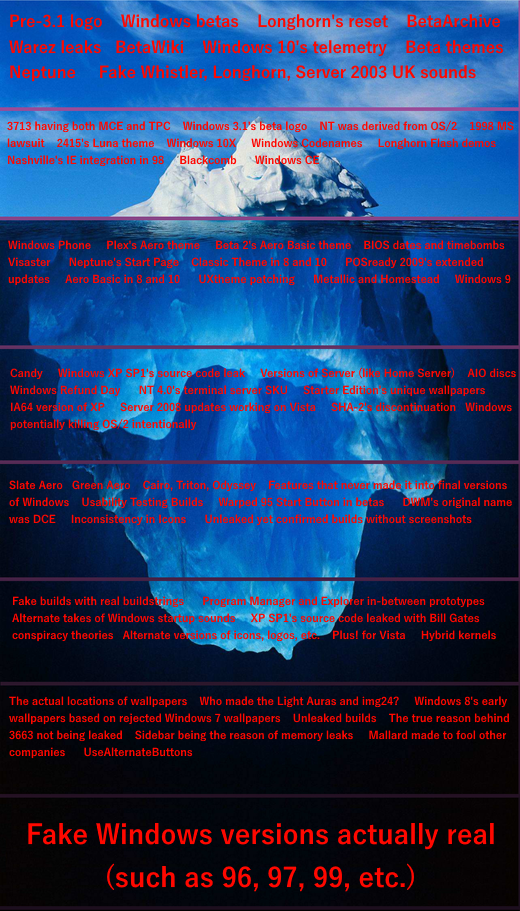 Pre-3.1 logo Windows betas Longhorn's reset BetaArchive
Warez leaks BetaWiki Windows 10's telemetry Beta themes
Neptune Fake Whistler, Longhorn, Server 2003 UK sounds
3713 having both MCE and TPC Windows 3.1's beta logo NT was derived from OS/2 1998 MS
lawsuit 2415's Luna theme Windows 10X Windows Codenames Longhorn Flash demos
Nashville's IE integration in 98 Blackcomb Windows CE
Windows Phone Plex's Aero theme Beta 2's Aero Basic theme BIOS dates and timebombs
Visaster Neptune's Start Page Classic Theme in 8 and 10 POSready 2009's extended
updates Aero Basic in 8 and 10 UXtheme patching Metallic and Homestead Windows 9
Candy Windows XP SP1's source code leak Versions of Server (like Home Server) AIO discs
Windows Refund Day NT 4.0's terminal server SKU Starter Edition's unique wallpapers
IA64 version of XP Server 2008 updates working on Vista SHA-2's discontinuation Windows
potentially killing OS/2 intentionally
Slate Aero Green Aero Cairo, Triton, Odyssey Features that never made it into final versions
of Windows Usability Testing Builds Warped 95 Start Button in betas DWM's original name
was DCE Inconsistency in Icons Unleaked yet confirmed builds without screenshots
Fake builds with real buildstrings Program Manager and Explorer in-between prototypes
Alternate takes of Windows startup sounds XP SP1's source code leaked with Bill Gates
conspiracy theories Alternate versions of icons, logos, etc. Plus! for Vista Hybrid kernels
The actual locations of wallpapers Who made the Light Auras and img24? Windows 8's early
wallpapers based on rejected Windows 7 wallpapers Unleaked builds The true reason behind
3663 not being leaked Sidebar being the reason of memory leaks Mallard made to fool other
companies UseAlternateButtons
Fake Windows versions actually real
(such as 96, 97, 99, etc.)